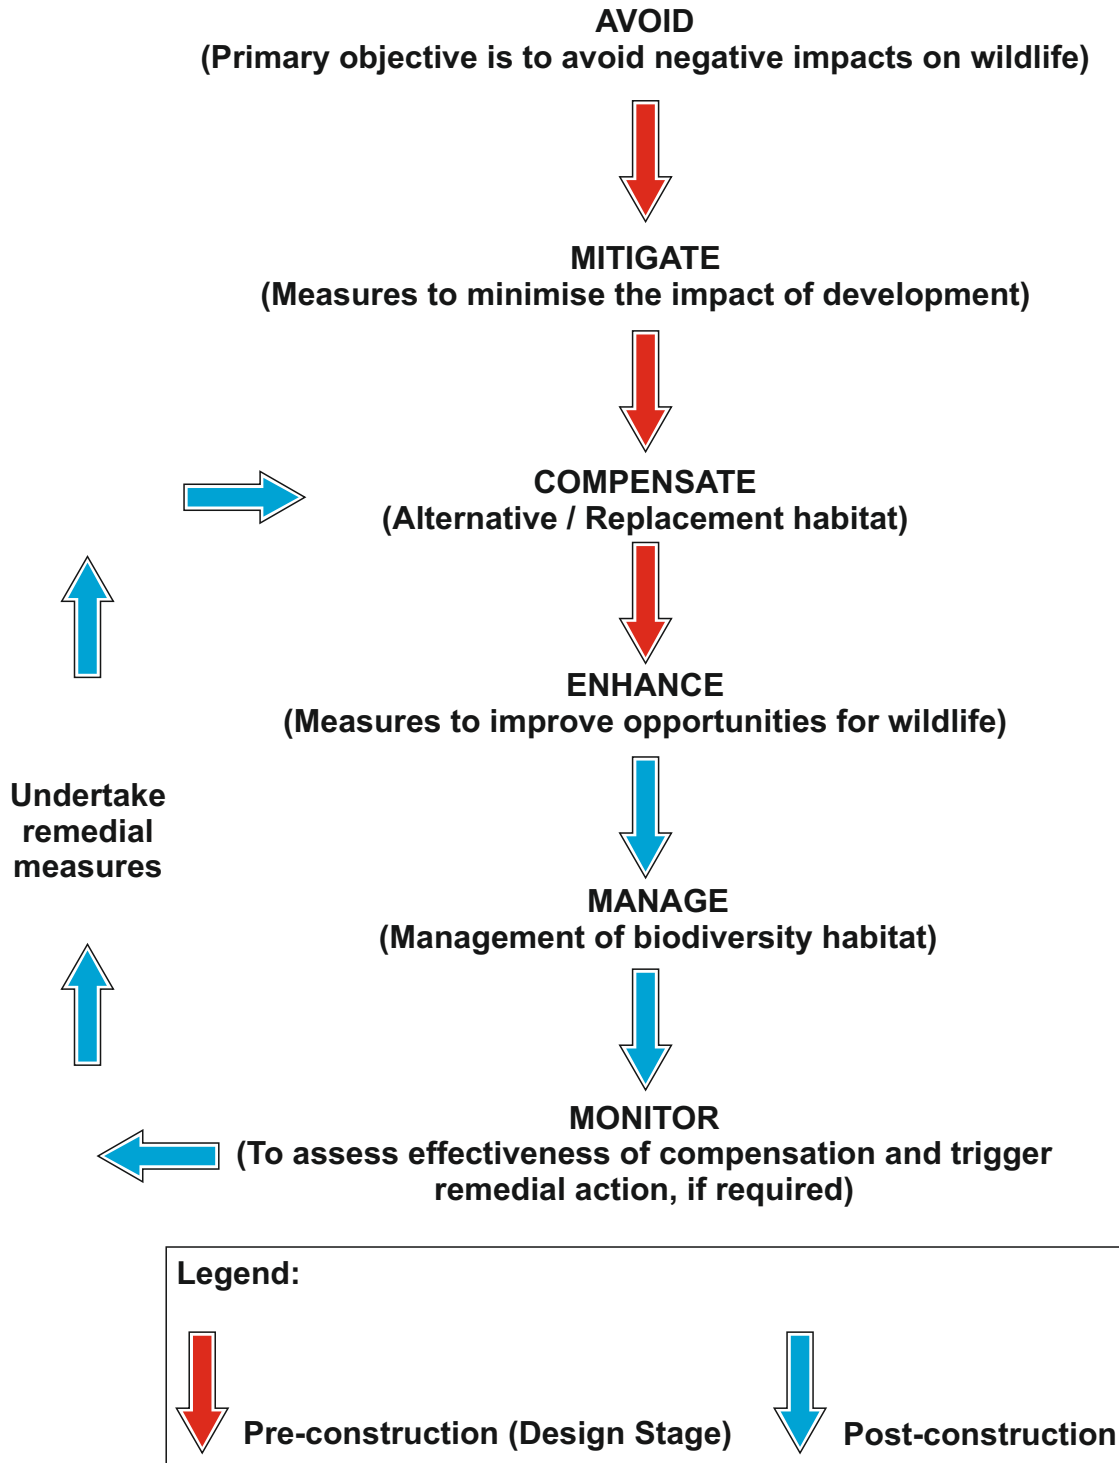 AVOID
(Primary objective is to avoid negative impacts on wildlife)
MITIGATE
(Measures to minimise the impact of development)
COMPENSATE
(Alternative / Replacement habitat)
ENHANCE
(Measures to improve opportunities for wildlife)
Undertake
remedial
measures
MANAGE
(Management of biodiversity habitat)
MONITOR
(To assess effectiveness of compensation and trigger
remedial action, if required)
Legend:
Pre-construction (Design Stage)
Post-construction